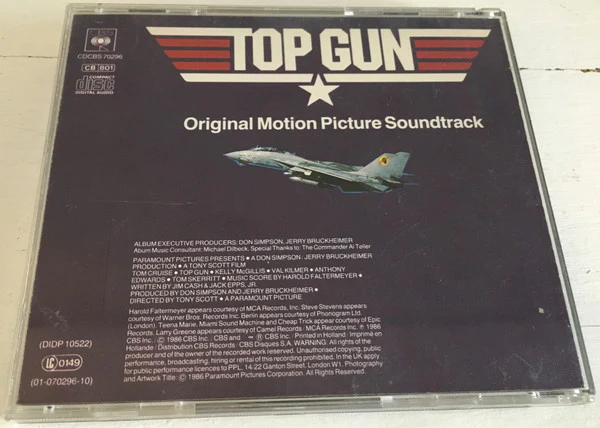 CBS
CDCBS 70296
CB 801
COMPACT
disc
DIGITAL AUDIO
TOP GUN
Original Motion Picture Soundtrack
ALBUM EXECUTIVE PRODUCERS: DON SIMPSON, JERRY BRUCKHEIMER
Album Music Consultant: Michael Dilbeck, Special Thanks to: The Commander Al Teller
PARAMOUNT PICTURES PRESENTS • A DON SIMPSON/JERRY BRUCKHEIMER
PRODUCTION • A TONY SCOTT FILM
TOM CRUISE • TOP GUN • KELLY McGILLIS • VAL KILMER • ANTHONY
EDWARDS • TOM SKERRITT • MUSIC SCORE BY HAROLD FALTERMEYER •
WRITTEN BY JIM CASH & JACK EPPS, JR.
PRODUCED BY DON SIMPSON AND JERRY BRUCKHEIMER •
DIRECTED BY TONY SCOTT • A PARAMOUNT PICTURE
Harold Faltermeyer appears courtesy of MCA Records, Inc. Steve Stevens appears
courtesy of Warner Bros. Records Inc. Berlin appears courtesy of Phonogram Ltd.
(London). Teena Marie, Miami Sound Machine and Cheap Trick appear courtesy of Epic
Records. Larry Greene appears courtesy of Camel Records / MCA Records Inc. ℗ 1986
CBS Inc. / © 1986 CBS Inc. / CBS and are ® CBS Inc. / Printed in Holland / Imprimé en
Hollande / Distribution CBS Records / CBS Disques S.A. WARNING: All rights of the
producer and of the owner of the recorded work reserved. Unauthorised copying, public
performance, broadcasting, hiring or rental of this recording prohibited. In the UK apply
for public performance licences to PPL, 14-22 Ganton Street, London W1. Photography
and Artwork Title: © 1986 Paramount Pictures Corporation. All Rights Reserved.
(DIDP 10522)
LC 0149
(01-070296-10)